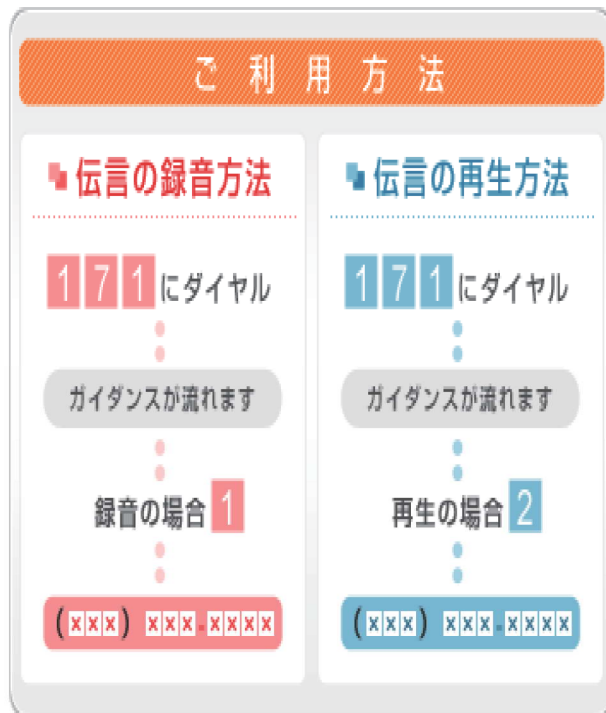 ご利用方法
伝言の録音方法
171にダイヤル
ガイダンスが流れます
録音の場合 1
(xxx) xxx-xxxx
伝言の再生方法
171にダイヤル
ガイダンスが流れます
再生の場合 2
(xxx) xxx-xxxx